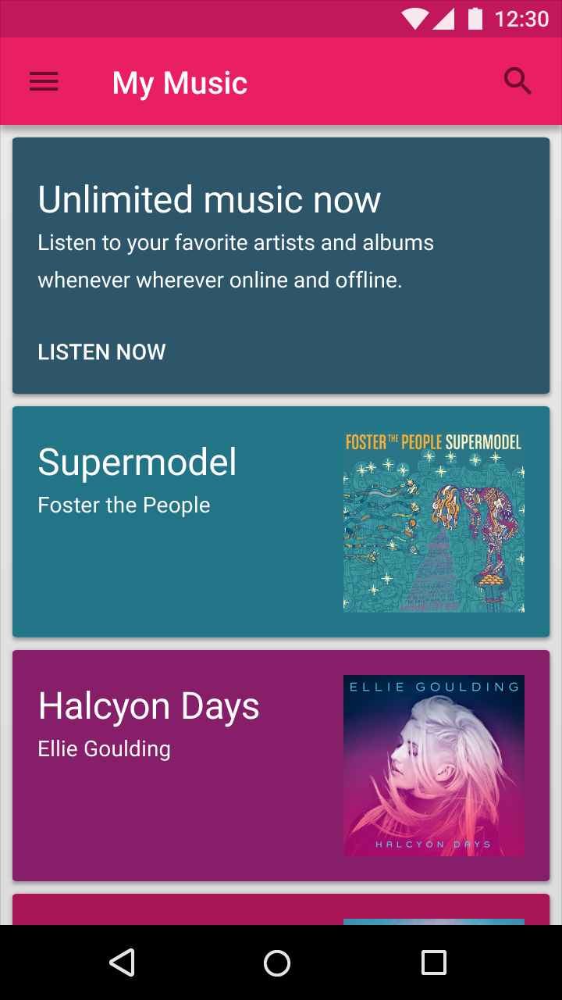 12:30
My Music
Unlimited music now
Listen to your favorite artists and albums
whenever wherever online and offline.
LISTEN NOW
Supermodel
Foster the People
FOSTER THE PEOPLE SUPERMODEL
Halcyon Days
Ellie Goulding
ELLIE GOULDING
HALCYON DAYS